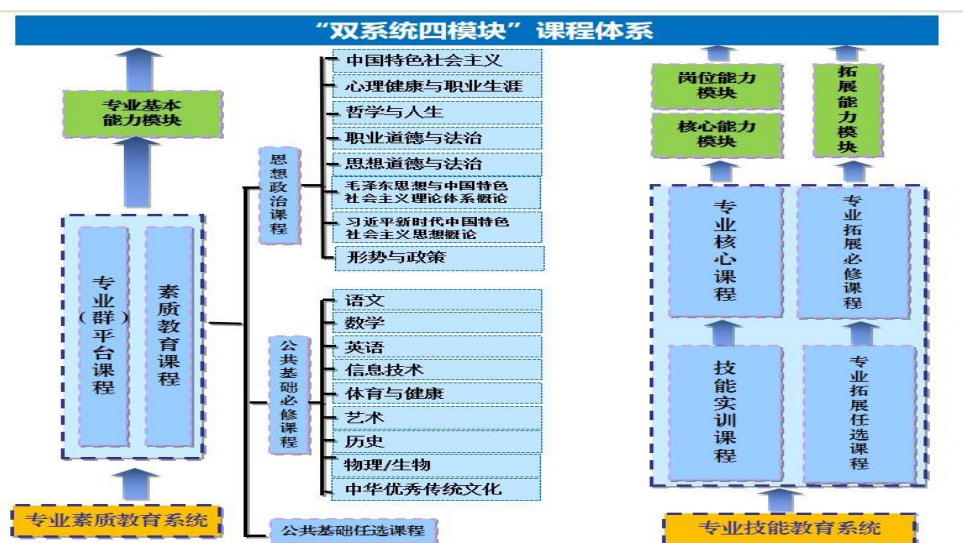 “双系统四模块”课程体系
专业基本
能力模块
岗位能力
模块
核心能力
模块
拓展能力模块
思想政治课程
中国特色社会主义
心理健康与职业生涯
哲学与人生
职业道德与法治
思想道德与法治
毛泽东思想与中国特色
社会主义理论体系概论
习近平新时代中国特色
社会主义思想概论
形势与政策
专业（群）平台课程
素质教育课程
公共基础必修课程
语文
数学
英语
信息技术
体育与健康
艺术
历史
物理/生物
中华优秀传统文化
公共基础任选课程
专业素质教育系统
专业核心课程
专业拓展必修课程
技能实训课程
专业拓展任选课程
专业技能教育系统